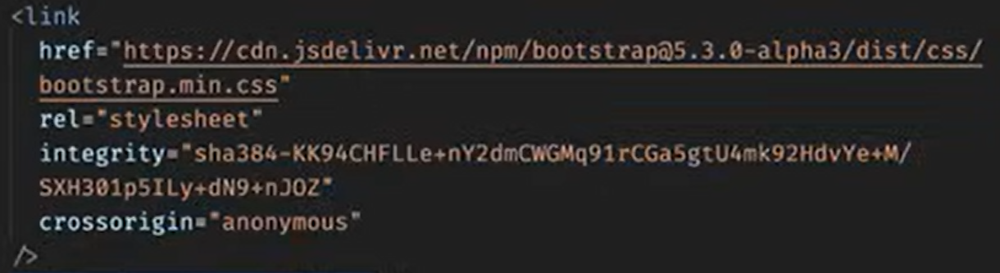 <link
href="https://cdn.jsdelivr.net/npm/bootstrap@5.3.0-alpha3/dist/css/
bootstrap.min.css"
rel="stylesheet"
integrity="sha384-KK94CHFLLe+nY2dmCWGMq91rCGa5gtU4mk92HdvYe+M/
SXH301p5ILy+dN9+nJOZ"
crossorigin="anonymous"
/>